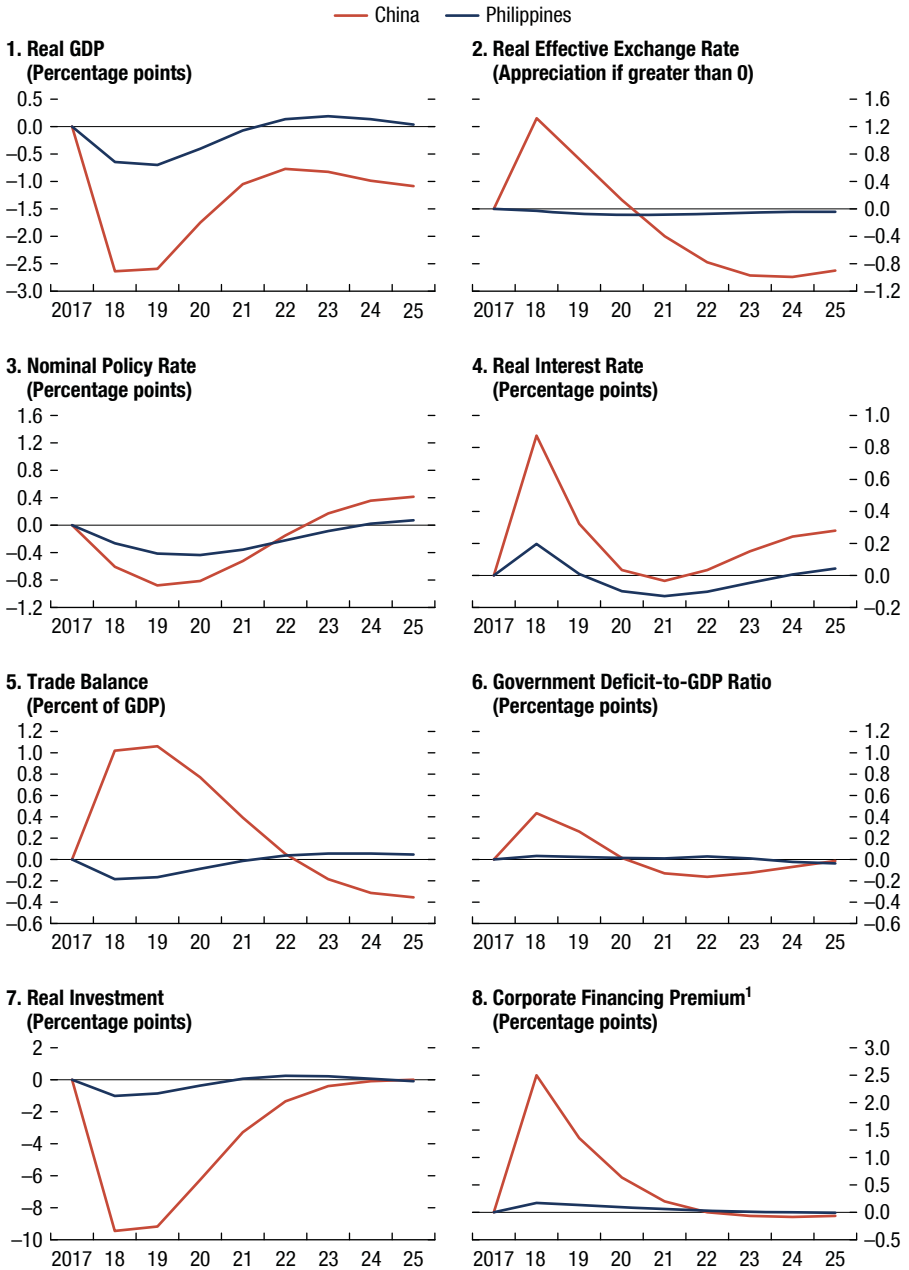 China Philippines
1. Real GDP
(Percentage points)
0.5
0.0
–0.5
–1.0
–1.5
–2.0
–2.5
–3.0
2017 18 19 20 21 22 23 24 25
2. Real Effective Exchange Rate
(Appreciation if greater than 0)
1.6
1.2
0.8
0.4
0.0
–0.4
–0.8
–1.2
2017 18 19 20 21 22 23 24 25
3. Nominal Policy Rate
(Percentage points)
1.6
1.2
0.8
0.4
0.0
–0.4
–0.8
–1.2
2017 18 19 20 21 22 23 24 25
4. Real Interest Rate
(Percentage points)
1.0
0.8
0.6
0.4
0.2
0.0
–0.2
2017 18 19 20 21 22 23 24 25
5. Trade Balance
(Percent of GDP)
1.2
1.0
0.8
0.6
0.4
0.2
0.0
–0.2
–0.4
–0.6
2017 18 19 20 21 22 23 24 25
6. Government Deficit-to-GDP Ratio
(Percentage points)
1.2
1.0
0.8
0.6
0.4
0.2
0.0
–0.2
–0.4
–0.6
2017 18 19 20 21 22 23 24 25
7. Real Investment
(Percentage points)
2
0
–2
–4
–6
–8
–10
2017 18 19 20 21 22 23 24 25
8. Corporate Financing Premium¹
(Percentage points)
3.0
2.5
2.0
1.5
1.0
0.5
0.0
–0.5
2017 18 19 20 21 22 23 24 25